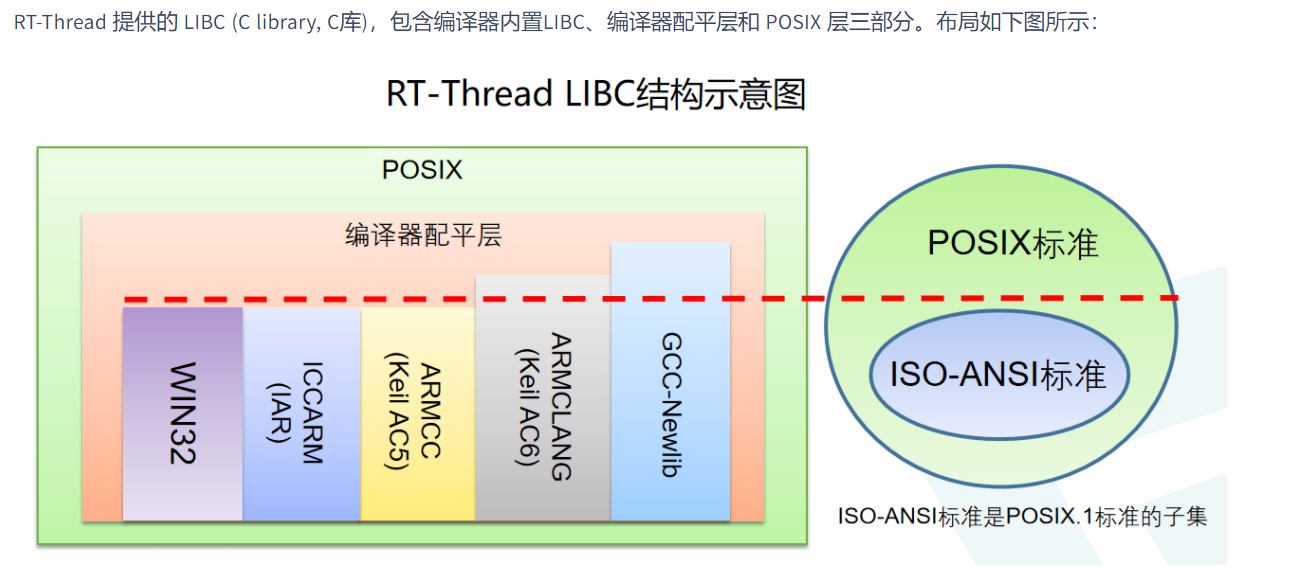 RT-Thread 提供的 LIBC (C library, C库)，包含编译器内置LIBC、编译器配平层和 POSIX 层三部分。布局如下图所示：
RT-Thread LIBC结构示意图
POSIX
编译器配平层
WIN32
ICCARM
(IAR)
ARMCC
(Keil AC5)
ARMCLANG
(Keil AC6)
GCC-Newlib
POSIX标准
ISO-ANSI标准
ISO-ANSI标准是POSIX.1标准的子集